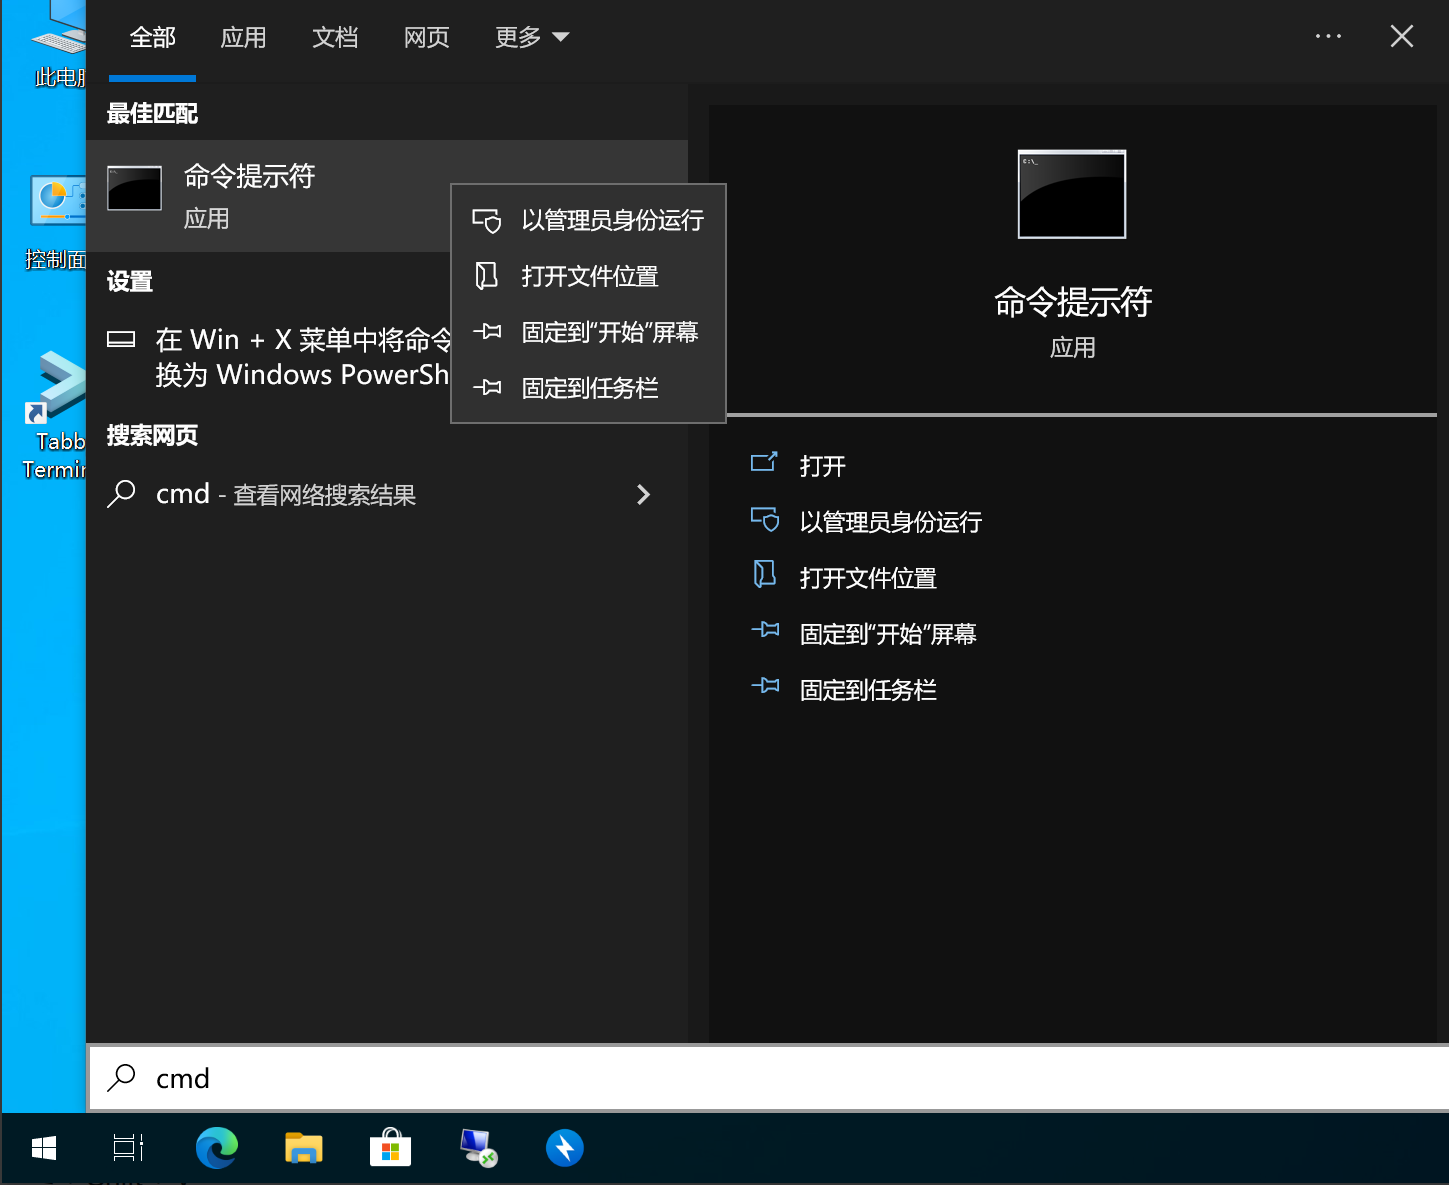 此电脑
控制面
Tabb
Termin
全部
应用
文档
网页
更多
最佳匹配
命令提示符
应用
设置
在 Win + X 菜单中将命令
换为 Windows PowerSh
搜索网页
cmd - 查看网络搜索结果
以管理员身份运行
打开文件位置
固定到“开始”屏幕
固定到任务栏
命令提示符
应用
打开
以管理员身份运行
打开文件位置
固定到“开始”屏幕
固定到任务栏
cmd